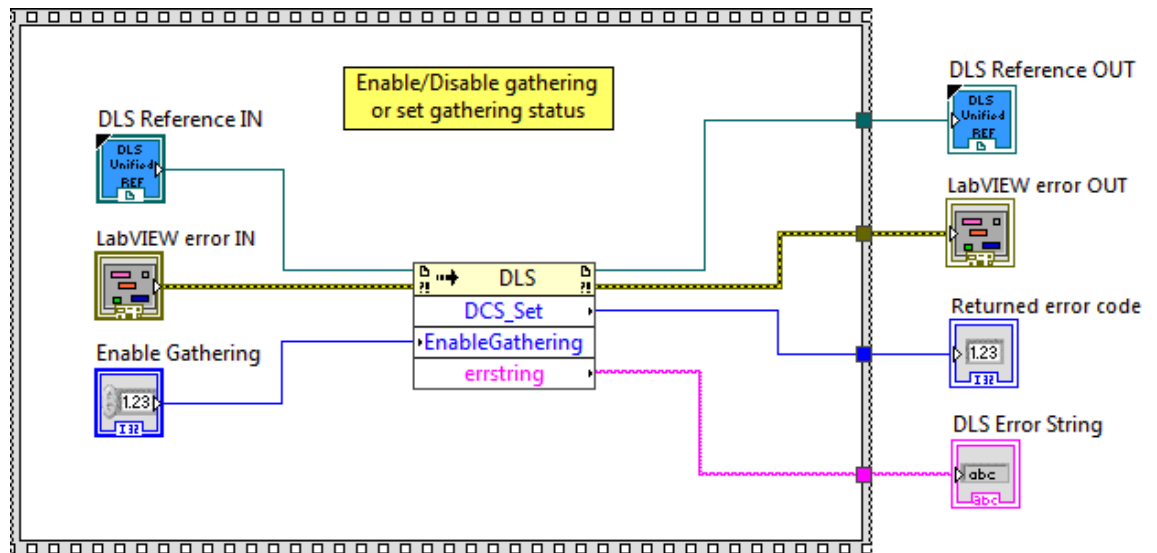 Enable/Disable gathering
or set gathering status
DLS Reference IN
DLS
Unified
REF
LabVIEW error IN
Enable Gathering
1.23
I32
DLS
DCS_Set
EnableGathering
errstring
DLS Reference OUT
DLS
Unified
REF
LabVIEW error OUT
Returned error code
1.23
I32
DLS Error String
abc
abc